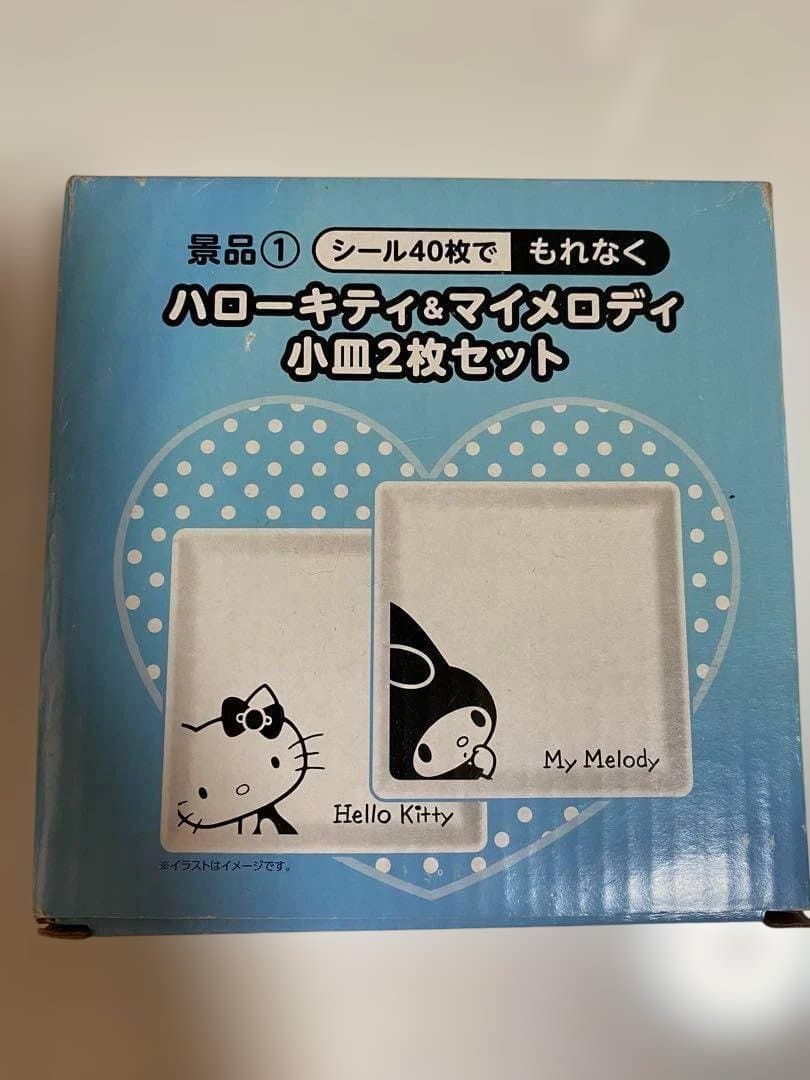 景品① シール40枚で もれなく
ハローキティ&マイメロディ
小皿2枚セット
My Melody
Hello Kitty
※イラストはイメージです。